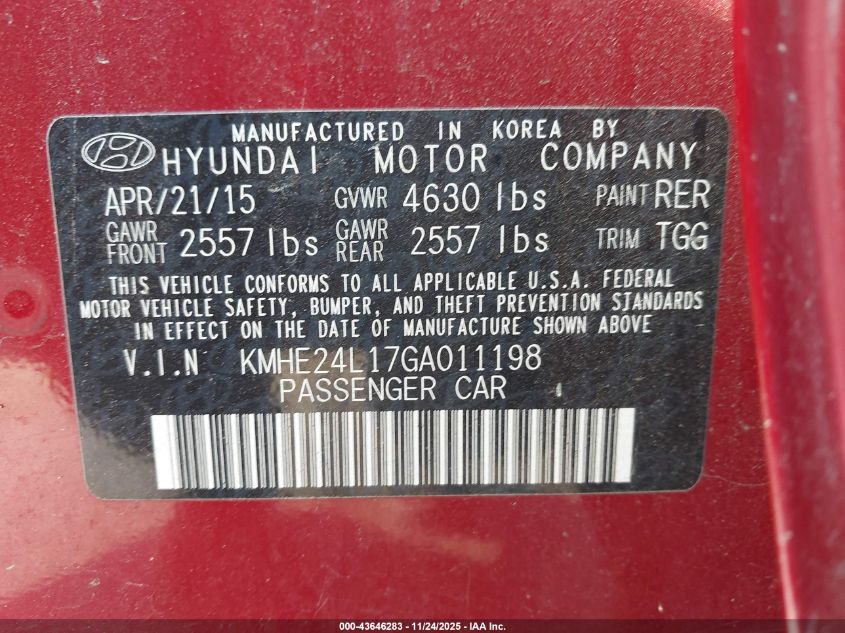 MANUFACTURED IN KOREA BY
HYUNDAI MOTOR COMPANY
APR/21/15 GVWR 4630 lbs PAINT RER
GAWR FRONT 2557 lbs GAWR REAR 2557 lbs TRIM TGG
THIS VEHICLE CONFORMS TO ALL APPLICABLE U.S.A. FEDERAL
MOTOR VEHICLE SAFETY, BUMPER, AND THEFT PREVENTION STANDARDS
IN EFFECT ON THE DATE OF MANUFACTURE SHOWN ABOVE
V.I.N KMHE24L17GA011198
PASSENGER CAR
000-43646283 - 11/24/2025 - IAA Inc.